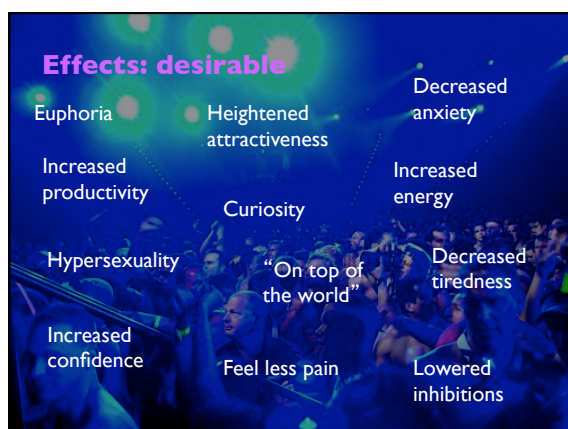 Effects: desirable
Decreased
anxiety
Euphoria
Heightened
attractiveness
Increased
productivity
Increased
energy
Curiosity
Hypersexuality
“On top of
the world”
Decreased
tiredness
Increased
confidence
Feel less pain
Lowered
inhibitions